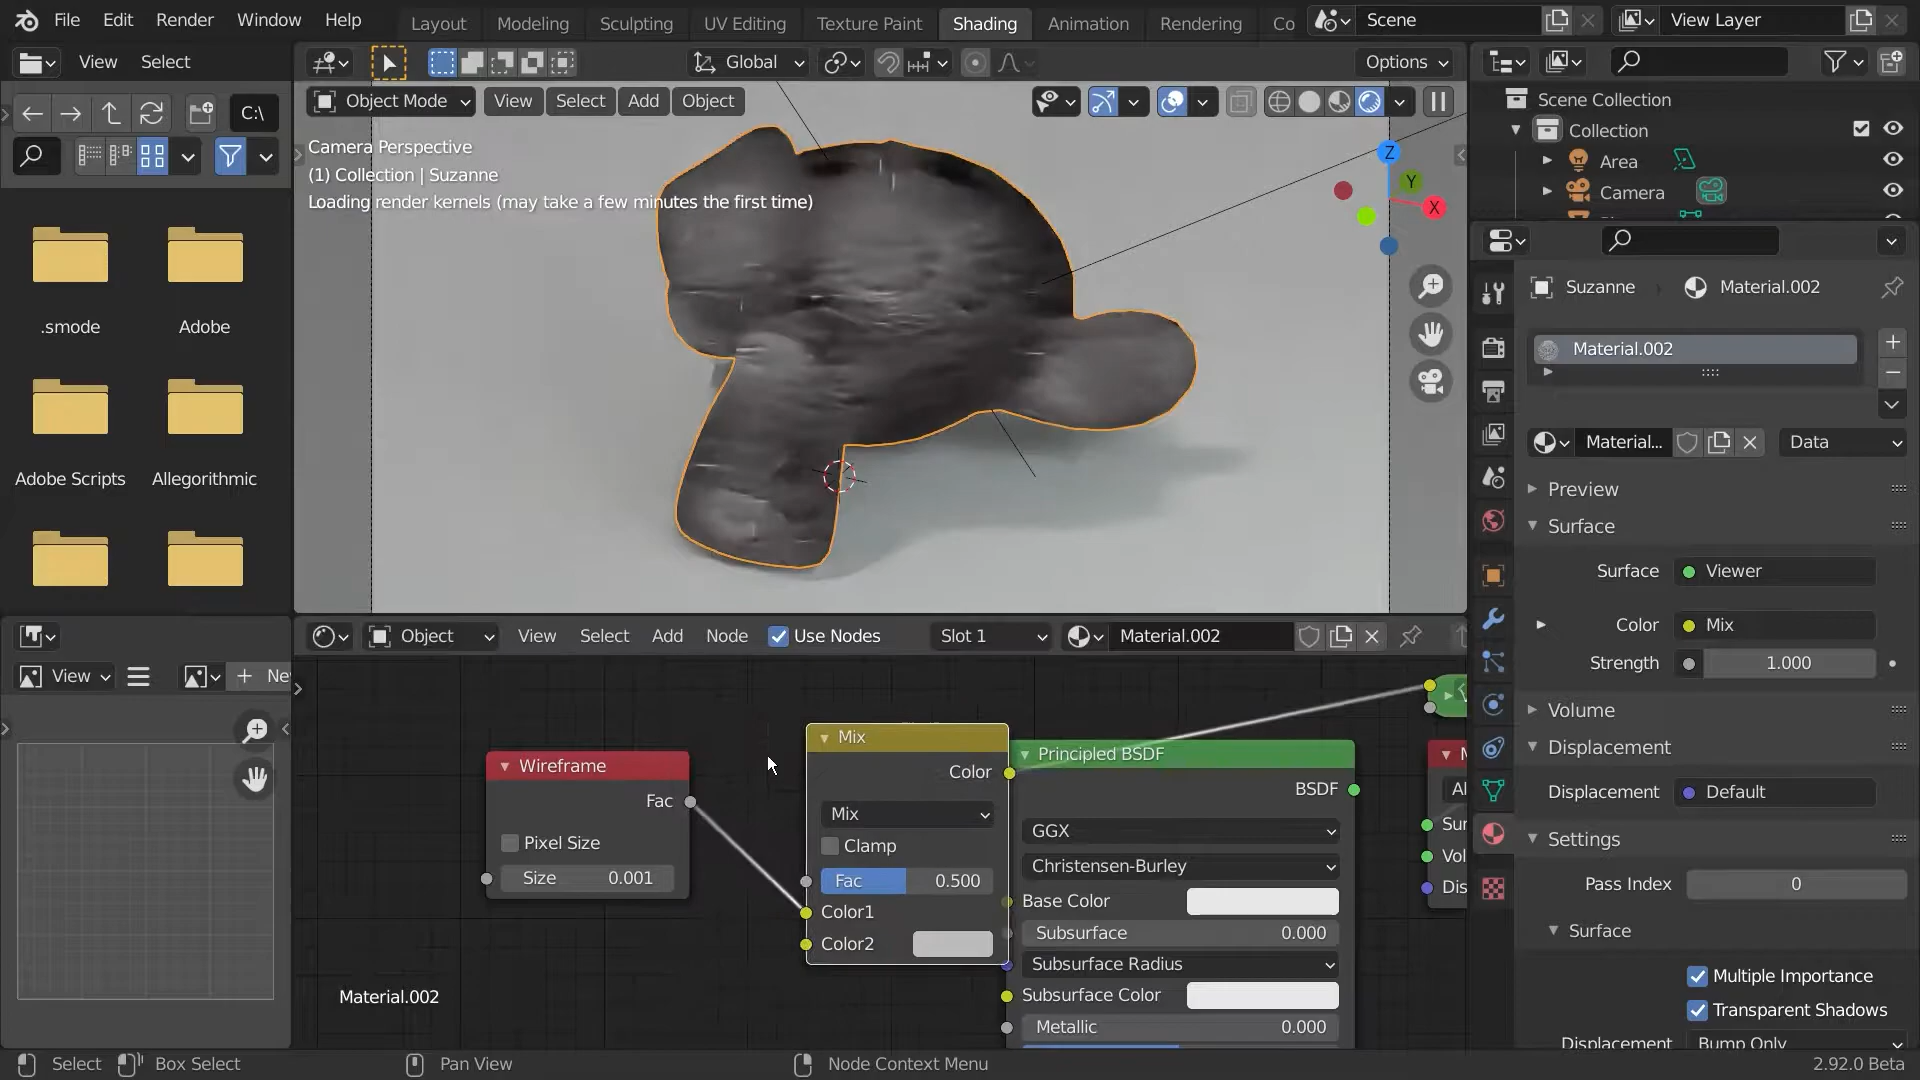 File Edit Render Window Help
Layout Modeling Sculpting UV Editing Texture Paint Shading Animation Rendering Co
Scene
View Layer
View Select
Global
Options
C:\
Object Mode View Select Add Object
Camera Perspective
(1) Collection | Suzanne
Loading render kernels (may take a few minutes the first time)
Z
Y
X
.smode
Adobe
Adobe Scripts
Allegorithmic
Scene Collection
Collection
Area
Camera
Suzanne
Material.002
Material.002
Material...
Data
Preview
Surface
Surface
Viewer
Color
Mix
Strength
1.000
Volume
Displacement
Displacement
Default
Settings
Pass Index
0
Surface
Multiple Importance
Transparent Shadows
Displacement
Bump Only
Object View Select Add Node Use Nodes Slot 1 Material.002
View
Ne
Wireframe
Fac
Pixel Size
Size 0.001
Mix
Color
Mix
Clamp
Fac 0.500
Color1
Color2
Principled BSDF
BSDF
GGX
Christensen-Burley
Base Color
Subsurface 0.000
Subsurface Radius
Subsurface Color
Metallic 0.000
M
Al
Sur
Vol
Dis
Material.002
Select
Box Select
Pan View
Node Context Menu
2.92.0 Beta